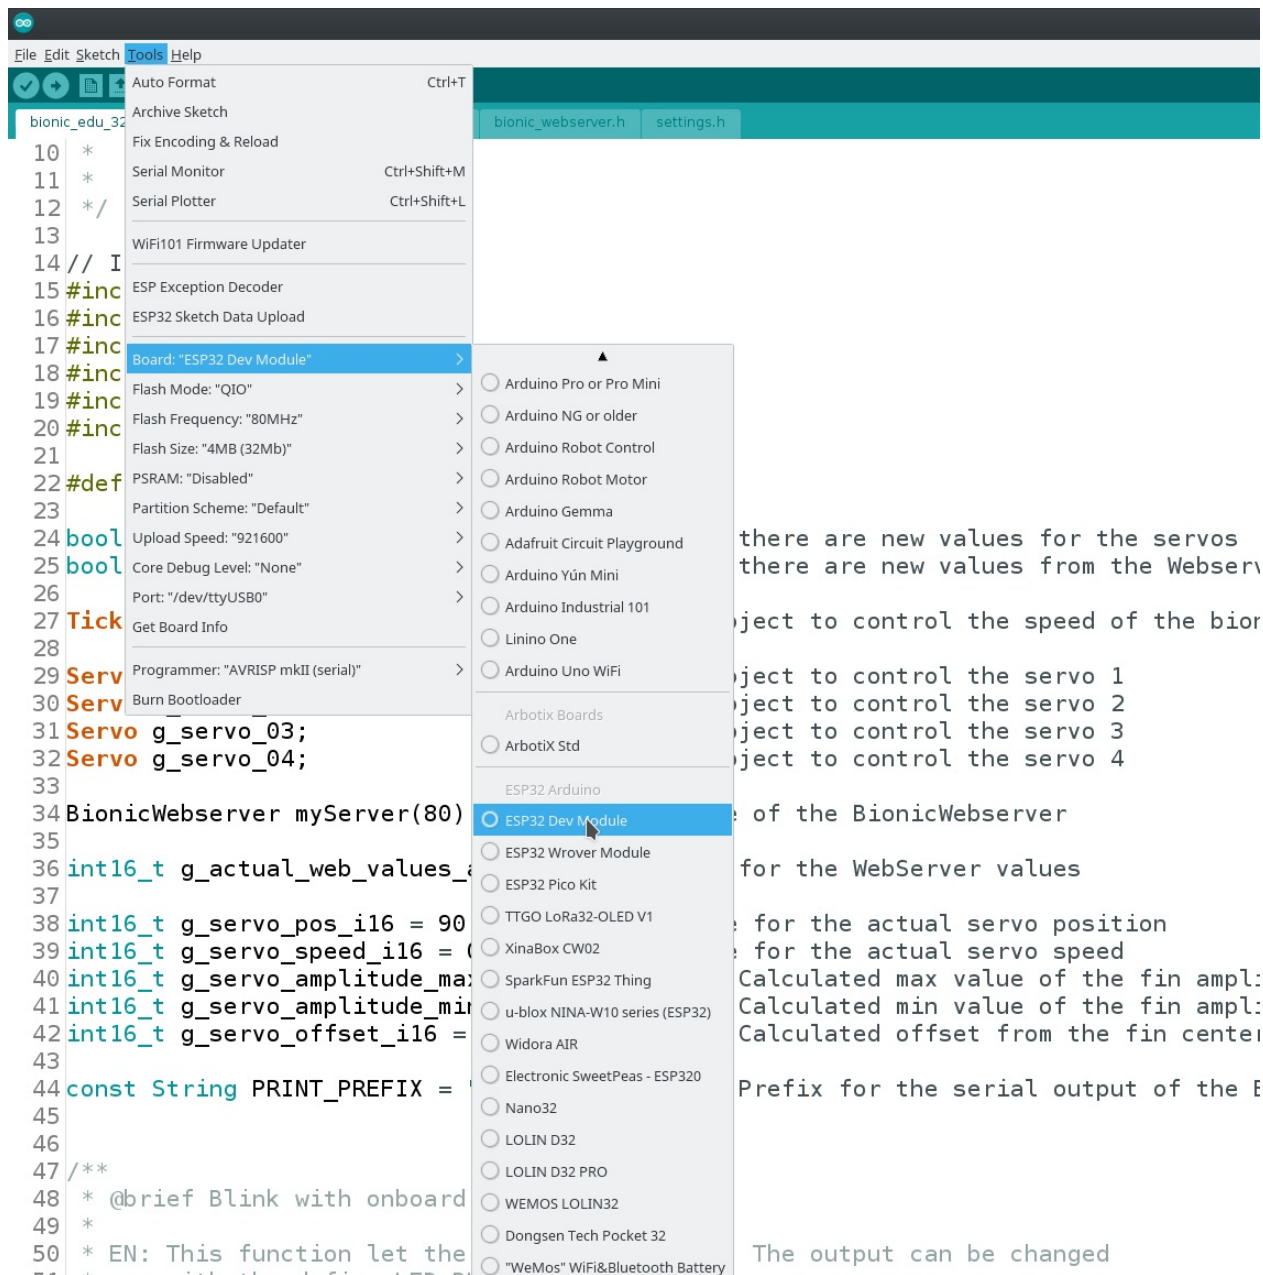 File Edit Sketch Tools Help
bionic_edu_32 bionic_webserver.h settings.h
Auto Format Ctrl+T
Archive Sketch
Fix Encoding & Reload
Serial Monitor Ctrl+Shift+M
Serial Plotter Ctrl+Shift+L
WiFi101 Firmware Updater
ESP Exception Decoder
ESP32 Sketch Data Upload
Board: "ESP32 Dev Module"
Flash Mode: "QIO"
Flash Frequency: "80MHz"
Flash Size: "4MB (32Mb)"
PSRAM: "Disabled"
Partition Scheme: "Default"
Upload Speed: "921600"
Core Debug Level: "None"
Port: "/dev/ttyUSB0"
Get Board Info
Programmer: "AVRISP mkII (serial)"
Burn Bootloader
Arduino Pro or Pro Mini
Arduino NG or older
Arduino Robot Control
Arduino Robot Motor
Arduino Gemma
Adafruit Circuit Playground
Arduino Yún Mini
Arduino Industrial 101
Linino One
Arduino Uno WiFi
Arbotix Boards
ArbotiX Std
ESP32 Arduino
ESP32 Dev Module
ESP32 Wrover Module
ESP32 Pico Kit
TTGO LoRa32-OLED V1
XinaBox CW02
SparkFun ESP32 Thing
u-blox NINA-W10 series (ESP32)
Widora AIR
Electronic SweetPeas - ESP320
Nano32
LOLIN D32
LOLIN D32 PRO
WEMOS LOLIN32
Dongsen Tech Pocket 32
"WeMos" WiFi&Bluetooth Battery
10 *
11 *
12 */
13
14 // I
15 #inc
16 #inc
17 #inc
18 #inc
19 #inc
20 #inc
21
22 #def
23
24 bool there are new values for the servos
25 bool there are new values from the Webserv
26
27 Tick ject to control the speed of the bion
28
29 Serv ject to control the servo 1
30 Serv ject to control the servo 2
31 Servo g_servo_03; ject to control the servo 3
32 Servo g_servo_04; ject to control the servo 4
33
34 BionicWebserver myServer(80) of the BionicWebserver
35
36 int16_t g_actual_web_values_ for the WebServer values
37
38 int16_t g_servo_pos_i16 = 90 for the actual servo position
39 int16_t g_servo_speed_i16 = for the actual servo speed
40 int16_t g_servo_amplitude_max Calculated max value of the fin ampli
41 int16_t g_servo_amplitude_min Calculated min value of the fin ampli
42 int16_t g_servo_offset_i16 = Calculated offset from the fin center
43
44 const String PRINT_PREFIX = Prefix for the serial output of the
45
46
47 /**
48 * @brief Blink with onboard
49 *
50 * EN: This function let the The output can be changed